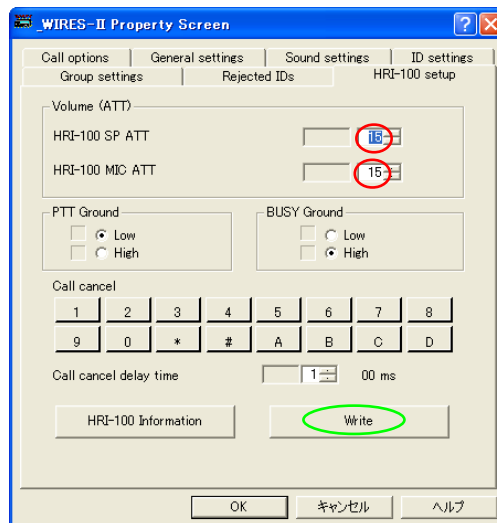 _WIRES-II Property Screen
Call options General settings Sound settings ID settings
Group settings Rejected IDs HRI-100 setup
Volume (ATT)
HRI-100 SP ATT 15
HRI-100 MIC ATT 15
PTT Ground BUSY Ground
Low Low
High High
Call cancel
1 2 3 4 5 6 7 8
9 0 * # A B C D
Call cancel delay time 1 00 ms
HRI-100 Information Write
OK キャンセル ヘルプ